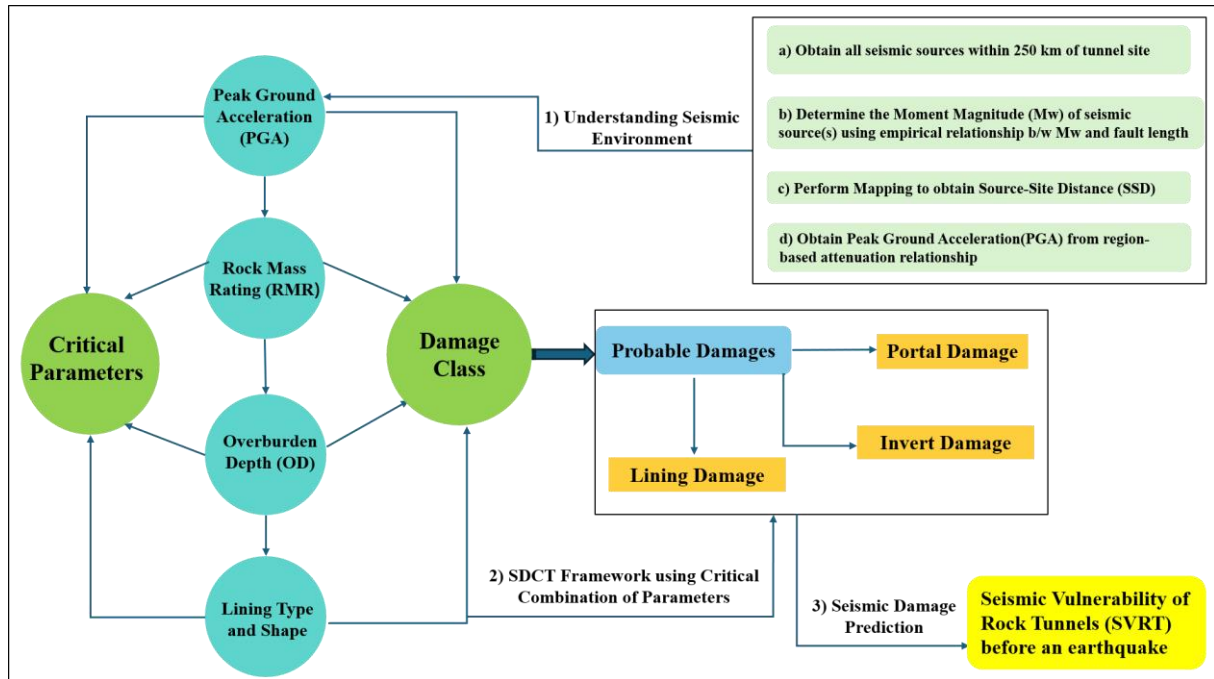 Peak Ground
Acceleration
(PGA)
Rock Mass
Rating (RMR)
Critical
Parameters
Overburden
Depth (OD)
Lining Type
and Shape
Damage
Class
1) Understanding Seismic
Environment
a) Obtain all seismic sources within 250 km of tunnel site
b) Determine the Moment Magnitude (Mw) of seismic
source(s) using empirical relationship b/w Mw and fault length
c) Perform Mapping to obtain Source-Site Distance (SSD)
d) Obtain Peak Ground Acceleration(PGA) from region-
based attenuation relationship
Probable Damages
Portal Damage
Invert Damage
Lining Damage
2) SDCT Framework using Critical
Combination of Parameters
3) Seismic Damage
Prediction
Seismic Vulnerability of
Rock Tunnels (SVRT)
before an earthquake